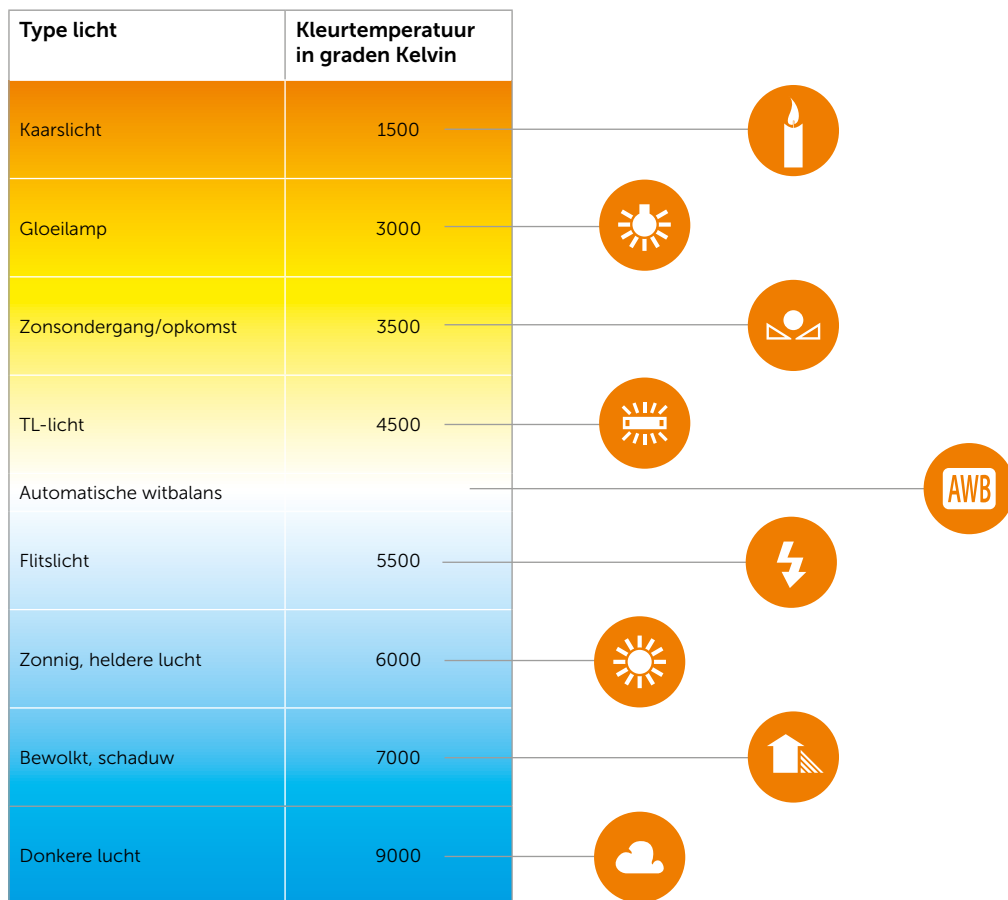 Type licht
Kleurtemperatuur
in graden Kelvin
Kaarslicht 1500
Gloeilamp 3000
Zonsondergang/opkomst 3500
TL-licht 4500
Automatische witbalans
AWB
Flitslicht 5500
Zonnig, heldere lucht 6000
Bewolkt, schaduw 7000
Donkere lucht 9000